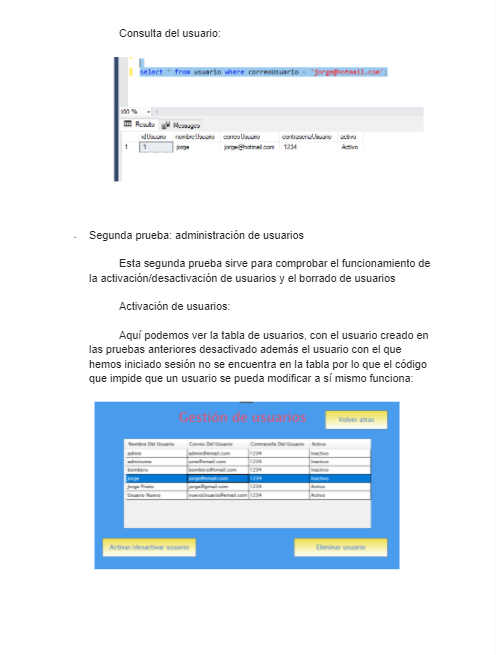 Consulta del usuario:
select * from usuario where correoUsuario = 'jorge@hotmail.com';
100 %
Results Messages
idUsuario nombreUsuario correoUsuario contrasenaUsuario activo
1 1 jorge jorge@hotmail.com 1234 Activo
- Segunda prueba: administración de usuarios
Esta segunda prueba sirve para comprobar el funcionamiento de
la activación/desactivación de usuarios y el borrado de usuarios
Activación de usuarios:
Aquí podemos ver la tabla de usuarios, con el usuario creado en
las pruebas anteriores desactivado además el usuario con el que
hemos iniciado sesión no se encuentra en la tabla por lo que el código
que impide que un usuario se pueda modificar a sí mismo funciona:
Gestión de usuarios Volver atras
Nombre Del Usuario Correo Del Usuario Contraseña Del Usuario Activo
admin admin@email.com 1234 Inactivo
1234 Inactivo
bombero bombero@email.com 1234 Inactivo
jorge jorge@email.com 1234 Inactivo
Jorge Prieto jorge@gmail.com 1234 Activo
Usuario Nuevo nuevoUsuario@email.com 1234 Activo
Activar/desactivar usuario Eliminar usuario